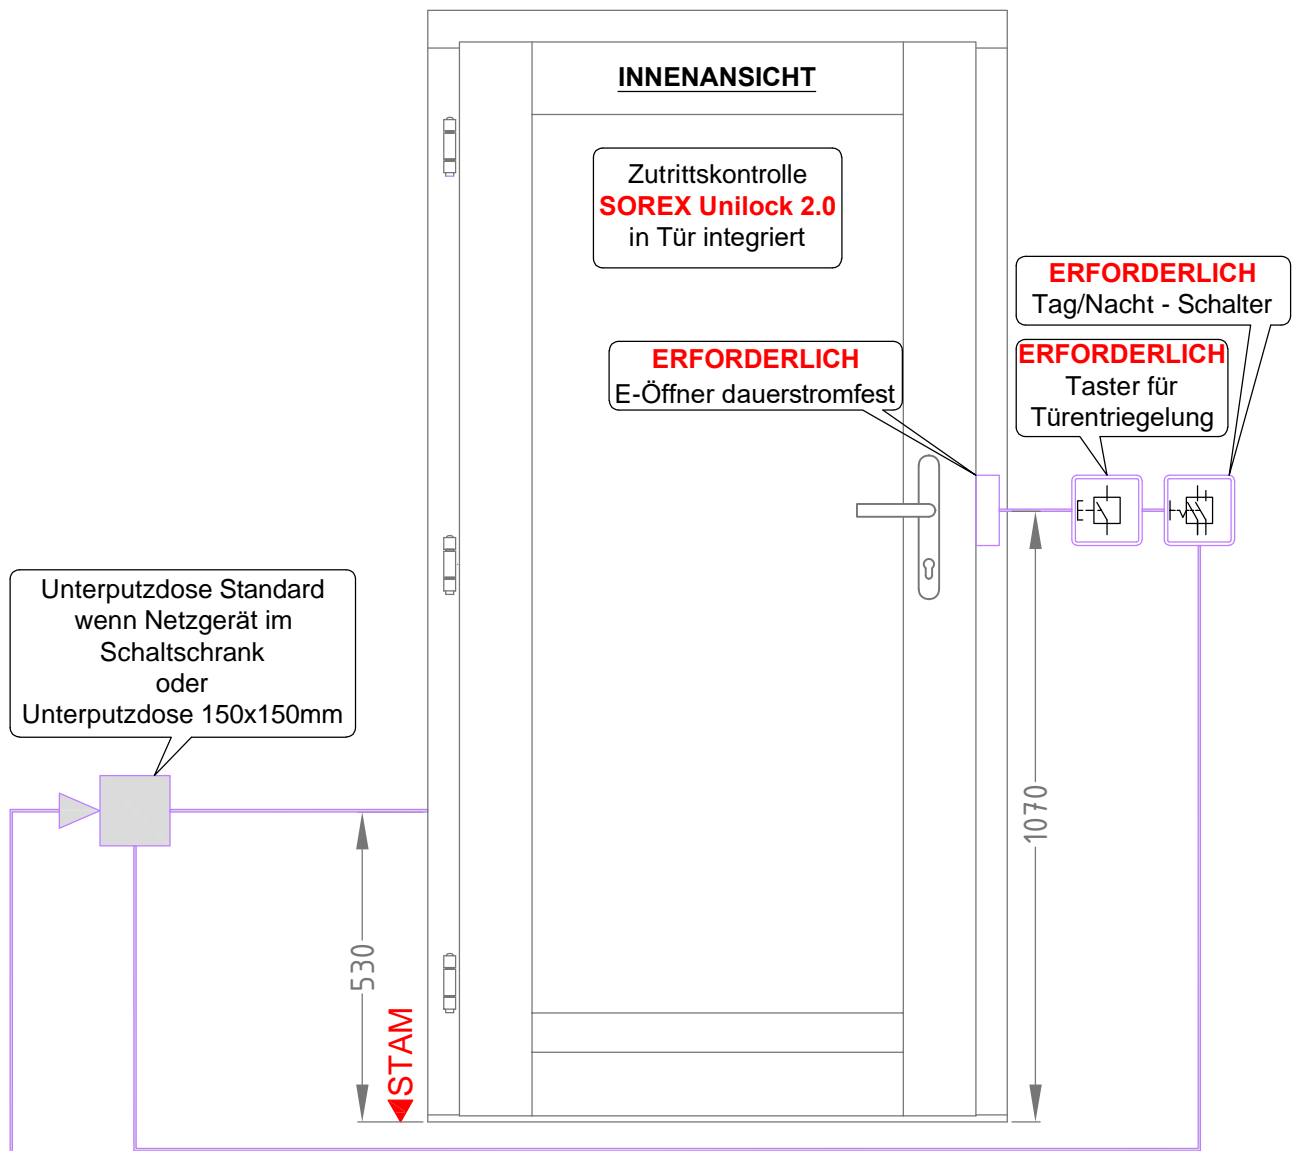 INNENANSICHT
Zutrittskontrolle
SOREX Unilock 2.0
in Tür integriert
ERFORDERLICH
Tag/Nacht - Schalter
ERFORDERLICH
E-Öffner dauerstromfest
ERFORDERLICH
Taster für
Türentriegelung
Unterputzdose Standard
wenn Netzgerät im
Schaltschrank
oder
Unterputzdose 150x150mm
1070
530
STAM